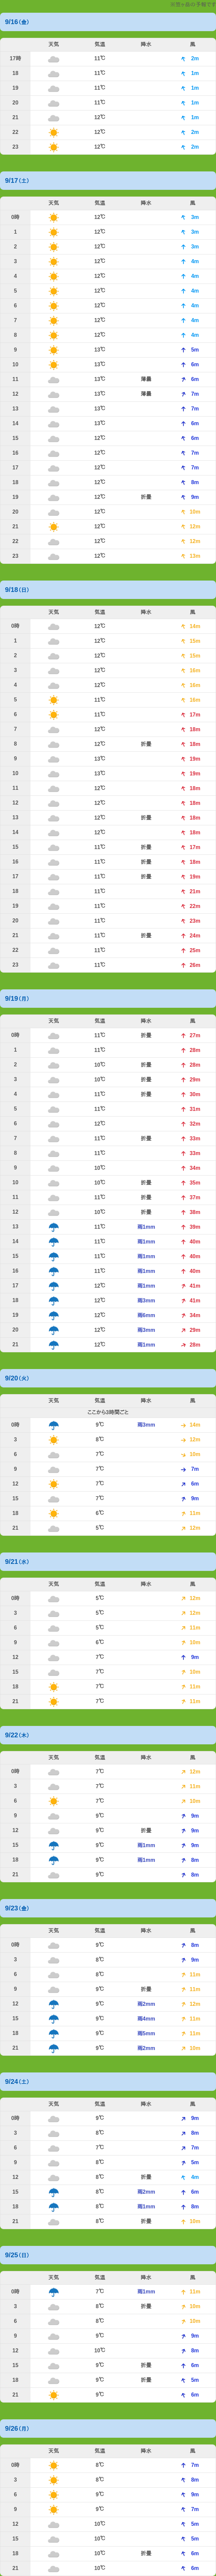 9/16(金)
天気 気温 降水 風
17時 11℃ 2m
18 11℃ 1m
19 11℃ 1m
20 11℃ 1m
21 12℃ 1m
22 12℃ 2m
23 12℃ 2m
9/17(土)
天気 気温 降水 風
0時 12℃ 3m
1 12℃ 3m
2 12℃ 3m
3 12℃ 4m
4 12℃ 4m
5 12℃ 4m
6 12℃ 4m
7 12℃ 4m
8 12℃ 4m
9 13℃ 5m
10 13℃ 6m
11 13℃ 薄曇 6m
12 13℃ 薄曇 7m
13 13℃ 7m
14 13℃ 6m
15 12℃ 6m
16 12℃ 7m
17 12℃ 7m
18 12℃ 8m
19 12℃ 折曇 9m
20 12℃ 10m
21 12℃ 12m
22 12℃ 12m
23 12℃ 13m
9/18(日)
天気 気温 降水 風
0時 12℃ 14m
1 12℃ 15m
2 12℃ 15m
3 12℃ 16m
4 12℃ 16m
5 11℃ 16m
6 11℃ 17m
7 12℃ 18m
8 12℃ 折曇 18m
9 13℃ 19m
10 13℃ 19m
11 12℃ 18m
12 12℃ 18m
13 12℃ 折曇 18m
14 12℃ 18m
15 11℃ 折曇 17m
16 11℃ 折曇 18m
17 11℃ 折曇 19m
18 11℃ 21m
19 11℃ 22m
20 11℃ 23m
21 11℃ 折曇 24m
22 11℃ 25m
23 11℃ 26m
9/19(月)
天気 気温 降水 風
0時 11℃ 折曇 27m
1 11℃ 28m
2 10℃ 折曇 28m
3 10℃ 折曇 29m
4 11℃ 折曇 30m
5 11℃ 31m
6 12℃ 32m
7 11℃ 折曇 33m
8 11℃ 33m
9 10℃ 34m
10 10℃ 折曇 35m
11 11℃ 折曇 37m
12 10℃ 折曇 38m
13 11℃ 雨1mm 39m
14 11℃ 雨1mm 40m
15 11℃ 雨1mm 40m
16 11℃ 雨1mm 40m
17 12℃ 雨1mm 41m
18 12℃ 雨3mm 41m
19 12℃ 雨6mm 34m
20 12℃ 雨3mm 29m
21 12℃ 雨1mm 28m
9/20(火)
天気 気温 降水 風
ここから3時間ごと
0時 9℃ 雨3mm 14m
3 8℃ 12m
6 7℃ 10m
9 7℃ 7m
12 7℃ 6m
15 7℃ 9m
18 6℃ 11m
21 5℃ 12m
9/21(水)
天気 気温 降水 風
0時 5℃ 12m
3 5℃ 12m
6 5℃ 11m
9 6℃ 10m
12 7℃ 9m
15 7℃ 10m
18 7℃ 11m
21 7℃ 11m
9/22(木)
天気 気温 降水 風
0時 7℃ 12m
3 7℃ 11m
6 7℃ 10m
9 9℃ 9m
12 9℃ 折曇 9m
15 9℃ 雨1mm 9m
18 9℃ 雨1mm 8m
21 9℃ 8m
9/23(金)
天気 気温 降水 風
0時 9℃ 8m
3 8℃ 9m
6 8℃ 11m
9 9℃ 折曇 11m
12 9℃ 雨2mm 12m
15 9℃ 雨4mm 11m
18 9℃ 雨5mm 11m
21 9℃ 雨2mm 10m
9/24(土)
天気 気温 降水 風
0時 9℃ 9m
3 8℃ 8m
6 7℃ 7m
9 8℃ 5m
12 8℃ 折曇 4m
15 8℃ 雨2mm 6m
18 8℃ 雨1mm 8m
21 8℃ 折曇 10m
9/25(日)
天気 気温 降水 風
0時 7℃ 雨1mm 11m
3 8℃ 折曇 10m
6 8℃ 10m
9 9℃ 9m
12 10℃ 8m
15 9℃ 折曇 6m
18 9℃ 折曇 5m
21 9℃ 6m
9/26(月)
天気 気温 降水 風
0時 8℃ 7m
3 8℃ 8m
6 9℃ 9m
9 9℃ 7m
12 10℃ 5m
15 10℃ 5m
18 10℃ 折曇 6m
21 10℃ 6m